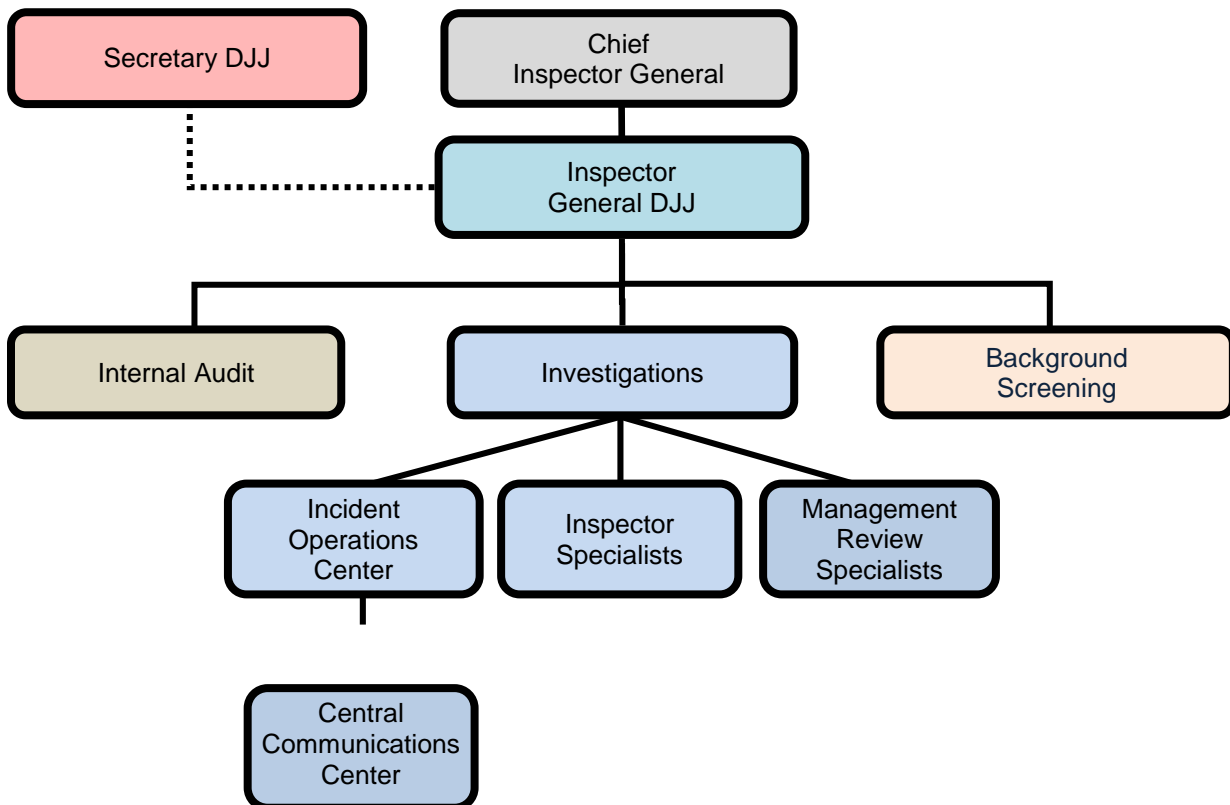 Secretary DJJ
Chief
Inspector General
Inspector
General DJJ
Internal Audit
Investigations
Background
Screening
Incident
Operations
Center
Inspector
Specialists
Management
Review
Specialists
Central
Communications
Center